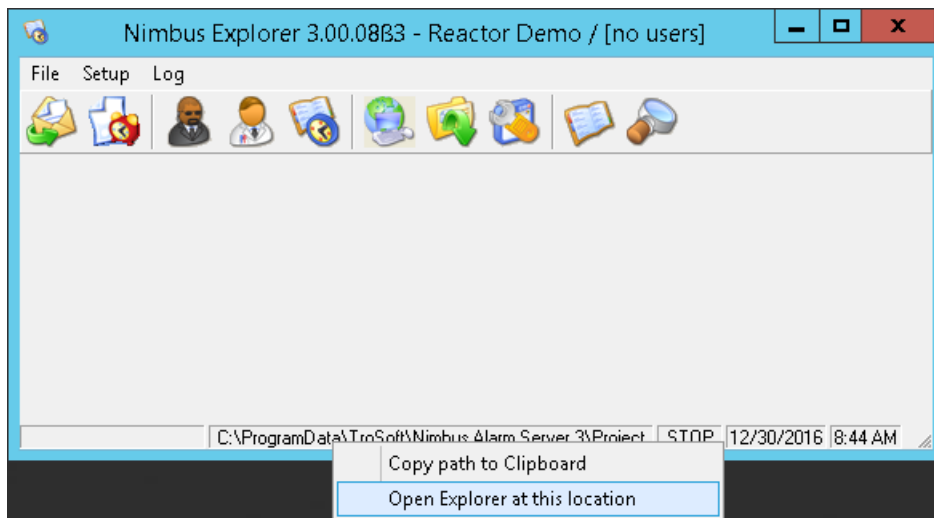 Nimbus Explorer 3.00.08ß3 - Reactor Demo / [no users]
File Setup Log
C:\ProgramData\TroSoft\Nimbus Alarm Server 3\Project STOP 12/30/2016 8:44 AM
Copy path to Clipboard
Open Explorer at this location